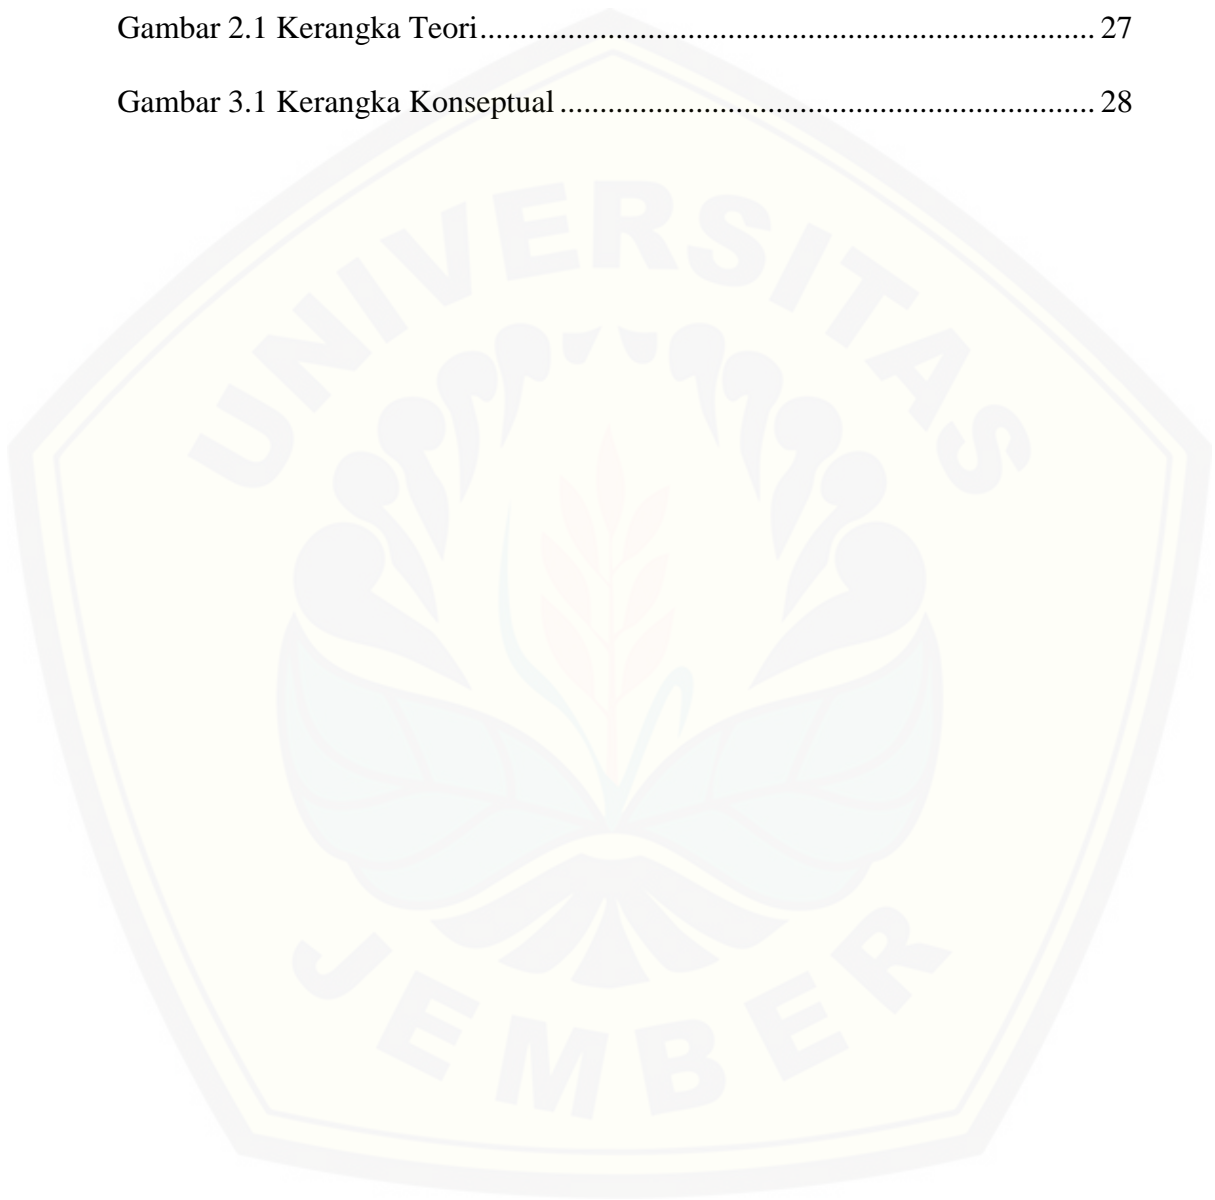 Gambar 2.1 Kerangka Teori............................................................................. 27
Gambar 3.1 Kerangka Konseptual................................................................... 28
UNIVERSITAS
JEMBER